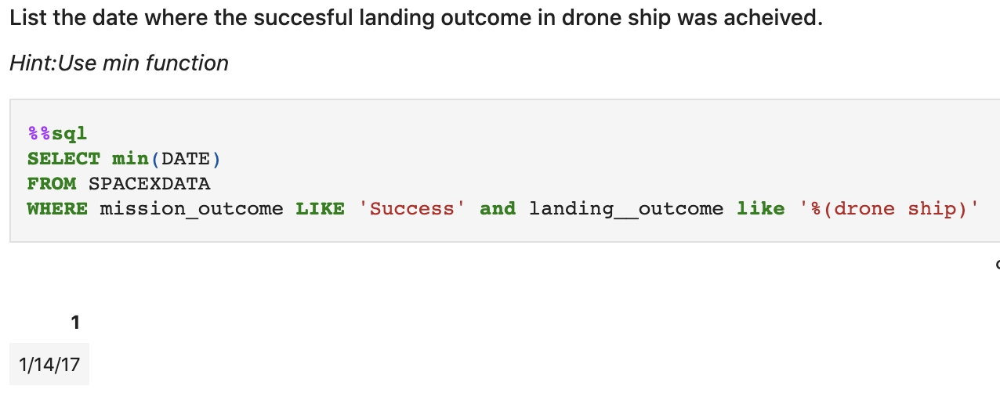 List the date where the succesful landing outcome in drone ship was acheived.
Hint:Use min function
%%sql
SELECT min(DATE)
FROM SPACEXDATA
WHERE mission_outcome LIKE 'Success' and landing__outcome like '%(drone ship)'
1
1/14/17